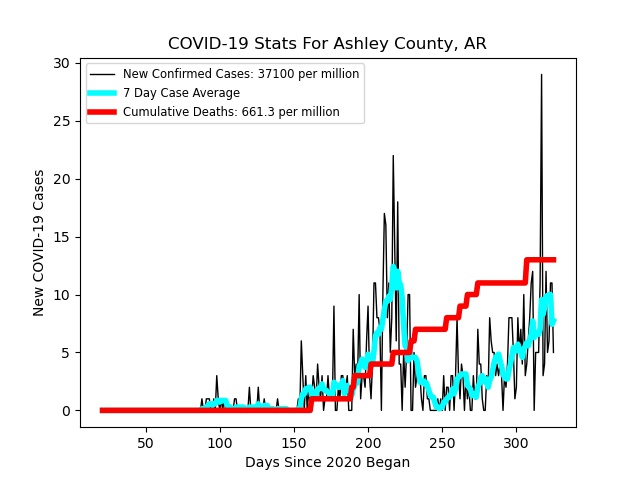 COVID-19 Stats For Ashley County, AR
New Confirmed Cases: 37100 per million
7 Day Case Average
Cumulative Deaths: 661.3 per million
New COVID-19 Cases
30
25
20
15
10
5
0
50 100 150 200 250 300
Days Since 2020 Began